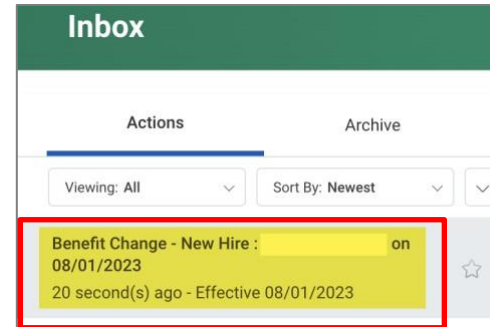 Inbox
Actions Archive
Viewing: All Sort By: Newest
Benefit Change - New Hire : on
08/01/2023
20 second(s) ago - Effective 08/01/2023